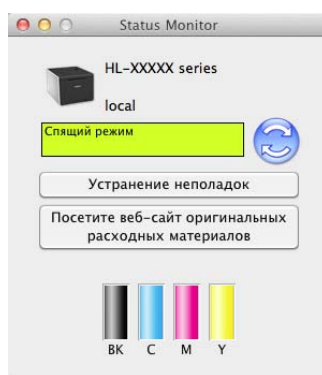 Status Monitor
HL-XXXXX series
local
Спящий режим
Устранение неполадок
Посетите веб-сайт оригинальных
расходных материалов
BK C M Y